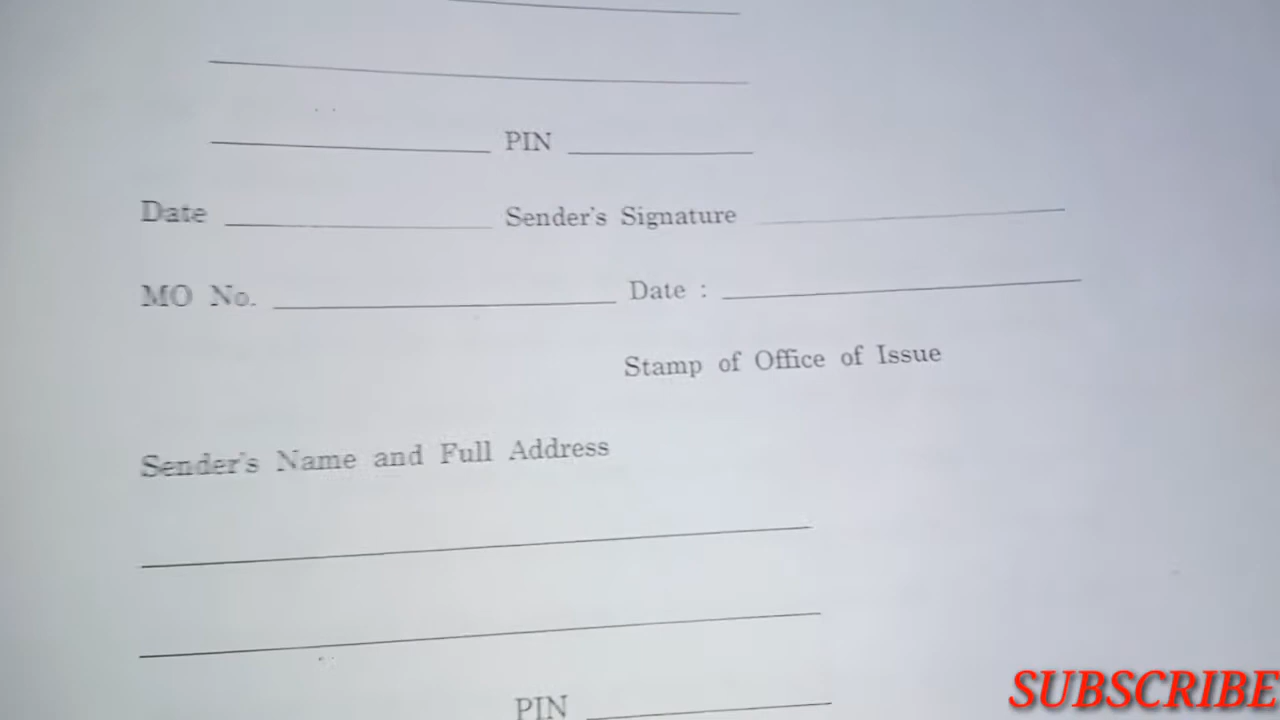 PIN
Date Sender's Signature
MO No. Date :
Stamp of Office of Issue
Sender's Name and Full Address
PIN
SUBSCRIBE